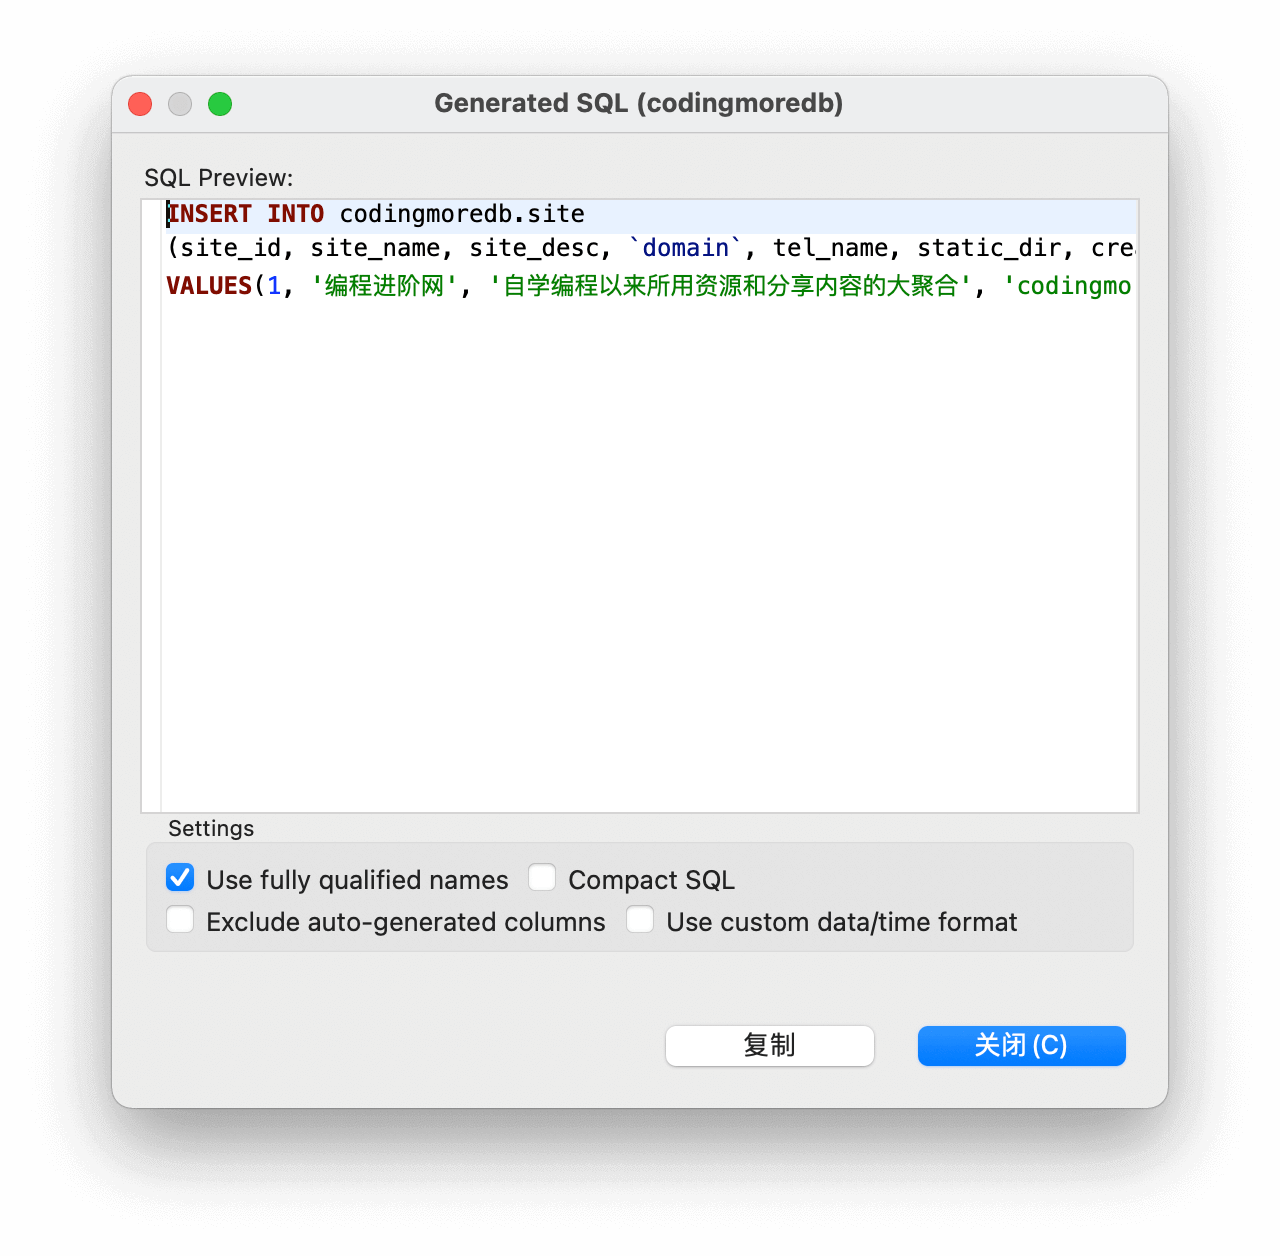 Generated SQL (codingmoredb)
SQL Preview:
INSERT INTO codingmoredb.site
(site_id, site_name, site_desc, `domain`, tel_name, static_dir, crea
VALUES(1, '编程进阶网', '自学编程以来所用资源和分享内容的大聚合', 'codingmo
Settings
Use fully qualified names Compact SQL
Exclude auto-generated columns Use custom data/time format
复制 关闭(C)